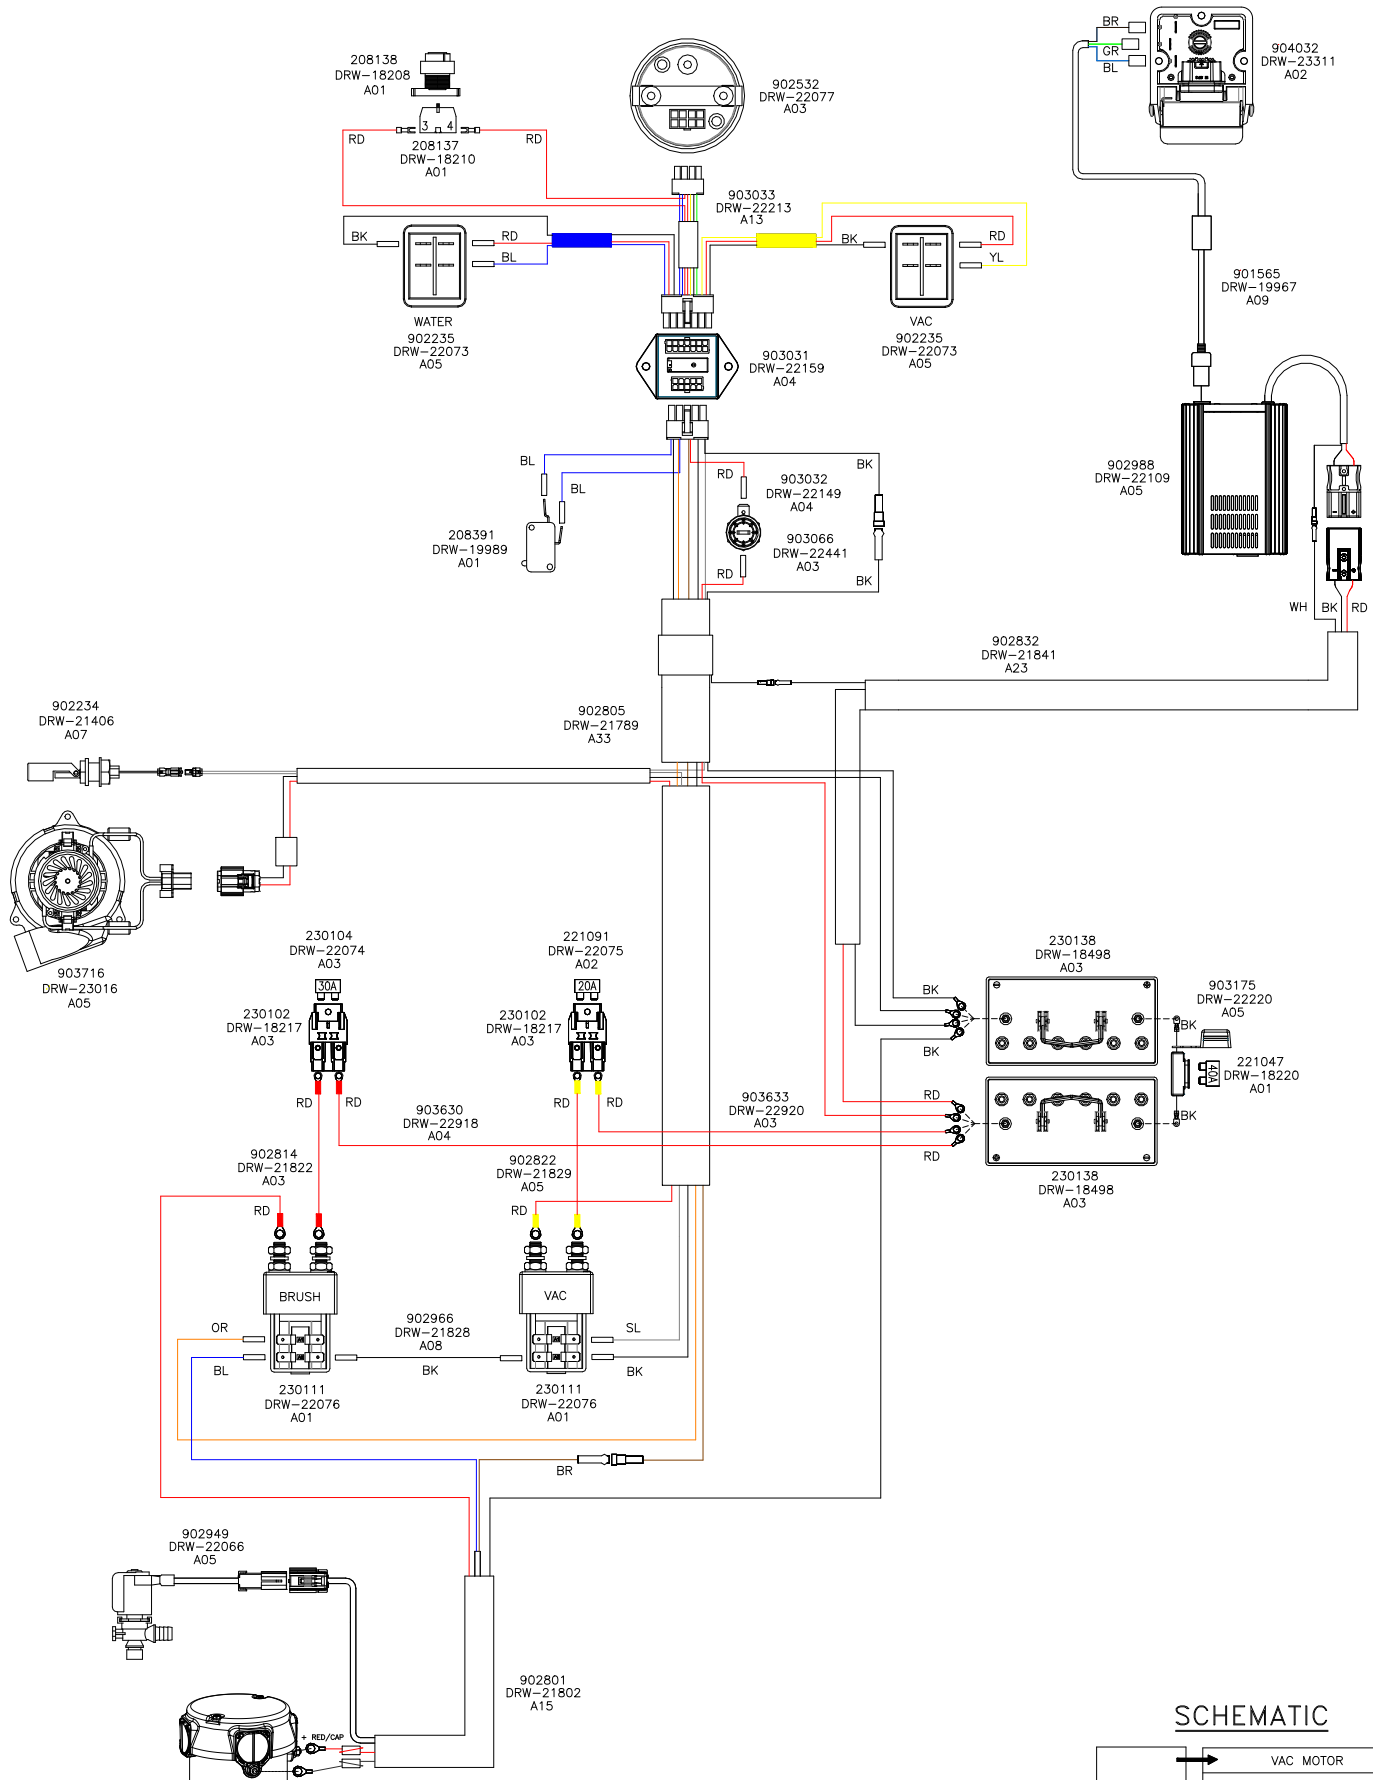 208138
DRW-18208
A01
3 4
RD
RD
208137
DRW-18210
A01
902532
DRW-22077
A03
BR
GR
BL
904032
DRW-23311
A02
903033
DRW-22213
A13
BK
RD
BL
WATER
902235
DRW-22073
A05
BK
RD
YL
VAC
902235
DRW-22073
A05
901565
DRW-19967
A09
903031
DRW-22159
A04
BL
BL
208391
DRW-19989
A01
RD
903032
DRW-22149
A04
903066
DRW-22441
A03
RD
BK
BK
902988
DRW-22109
A05
WH
BK
RD
902832
DRW-21841
A23
902234
DRW-21406
A07
902805
DRW-21789
A33
903716
DRW-23016
A05
230104
DRW-22074
A03
30A
230102
DRW-18217
A03
RD
RD
221091
DRW-22075
A02
20A
230102
DRW-18217
A03
RD
RD
230138
DRW-18498
A03
BK
BK
903175
DRW-22220
A05
BK
40A
221047
DRW-18220
A01
BK
RD
RD
230138
DRW-18498
A03
903630
DRW-22918
A04
903633
DRW-22920
A03
902814
DRW-21822
A03
RD
902822
DRW-21829
A05
RD
BRUSH
VAC
OR
BL
902966
DRW-21828
A08
BK
SL
BK
230111
DRW-22076
A01
230111
DRW-22076
A01
BR
902949
DRW-22066
A05
902801
DRW-21802
A15
+ RED/CAP
SCHEMATIC
VAC MOTOR